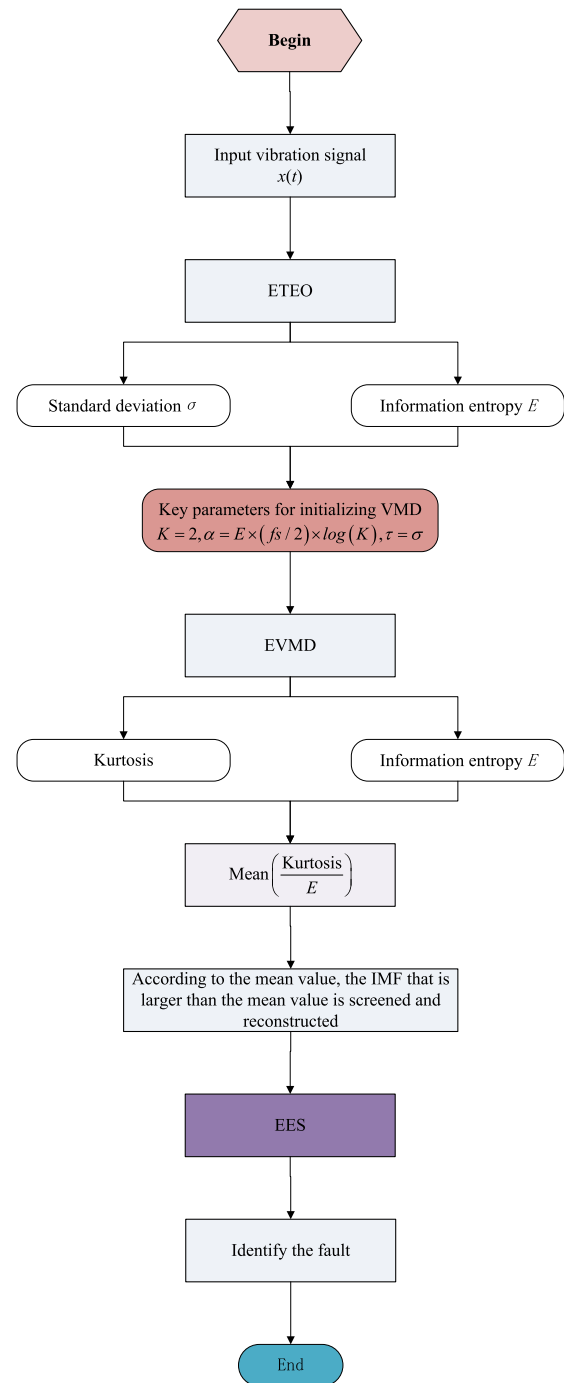 Begin
Input vibration signal
x(t)
ETEO
Standard deviation σ
Information entropy E
Key parameters for initializing VMD
K = 2, α = E × (fs / 2) × log(K), τ = σ
EVMD
Kurtosis
Information entropy E
Mean(Kurtosis / E)
According to the mean value, the IMF that is
larger than the mean value is screened and
reconstructed
EES
Identify the fault
End